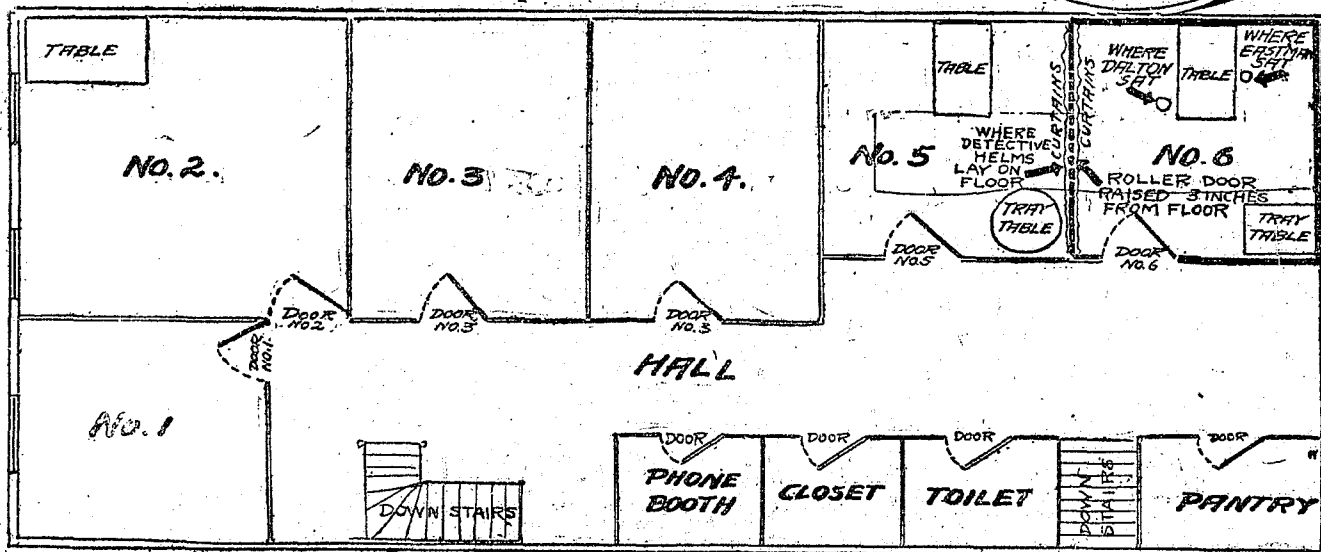 TABLE
No. 2.
DOOR
No2
No. 3
DOOR
No.3
No. 4.
DOOR
No.3
TABLE
No. 5
WHERE
DETECTIVE
HELMS
LAY ON
FLOOR
CURTAINS
TRAY
TABLE
DOOR
No.5
CURTAINS
WHERE
DALTON
SAT
TABLE
WHERE
EASTMAN
SAT
No. 6
ROLLER DOOR
RAISED 3 INCHES
FROM FLOOR
TRAY
TABLE
DOOR
No.6
DOOR
No.1.
No. 1
HALL
DOWN STAIRS
DOOR
PHONE
BOOTH
DOOR
CLOSET
DOOR
TOILET
DOWN
STAIRS
DOOR
PANTRY